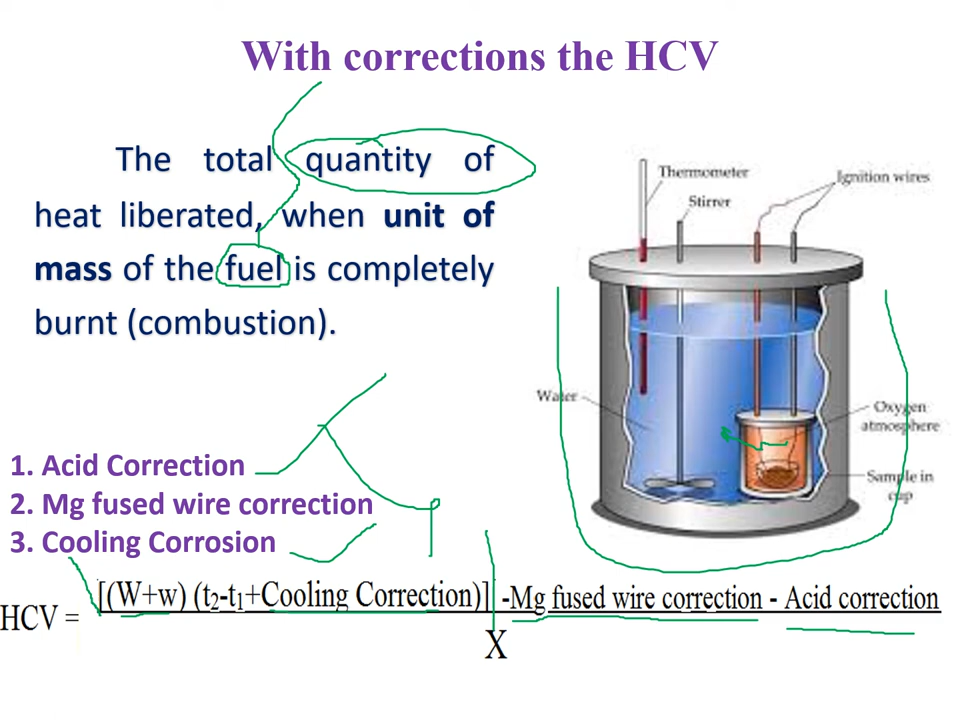 With corrections the HCV
The total quantity of
heat liberated, when unit of
mass of the fuel is completely
burnt (combustion).
Thermometer
Ignition wires
Stirrer
Water
Oxygen
atmosphere
Sample in
cup
1. Acid Correction
2. Mg fused wire correction
3. Cooling Corrosion
HCV = [(W+w) (t₂-t₁+Cooling Correction)] -Mg fused wire correction - Acid correction
X